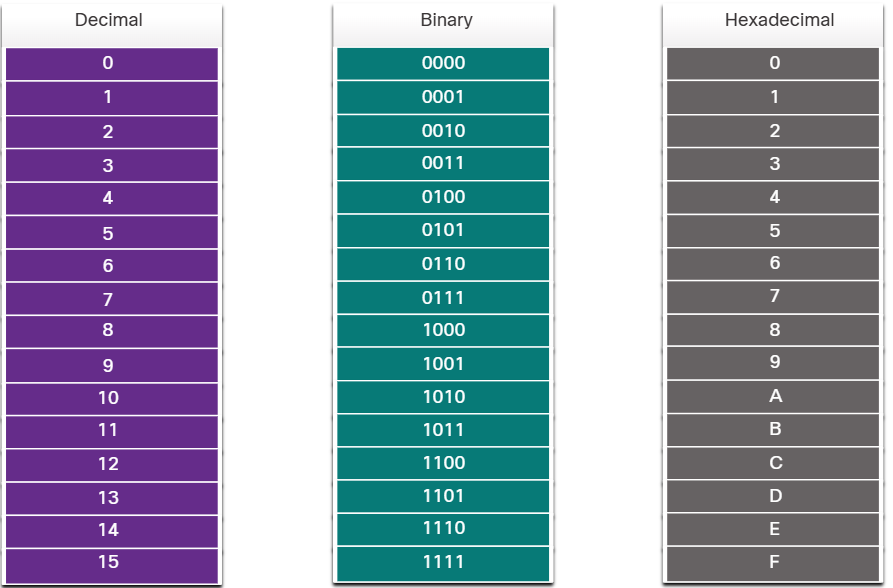 Decimal Binary Hexadecimal
0 0000 0
1 0001 1
2 0010 2
3 0011 3
4 0100 4
5 0101 5
6 0110 6
7 0111 7
8 1000 8
9 1001 9
10 1010 A
11 1011 B
12 1100 C
13 1101 D
14 1110 E
15 1111 F